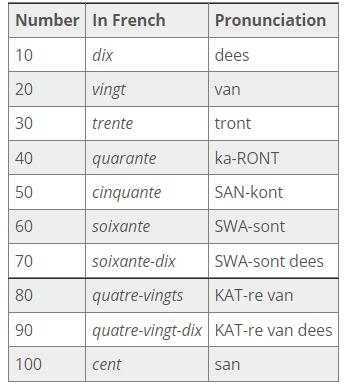 Number In French Pronunciation
10 dix dees
20 vingt van
30 trente tront
40 quarante ka-RONT
50 cinquante SAN-kont
60 soixante SWA-sont
70 soixante-dix SWA-sont dees
80 quatre-vingts KAT-re van
90 quatre-vingt-dix KAT-re van dees
100 cent san